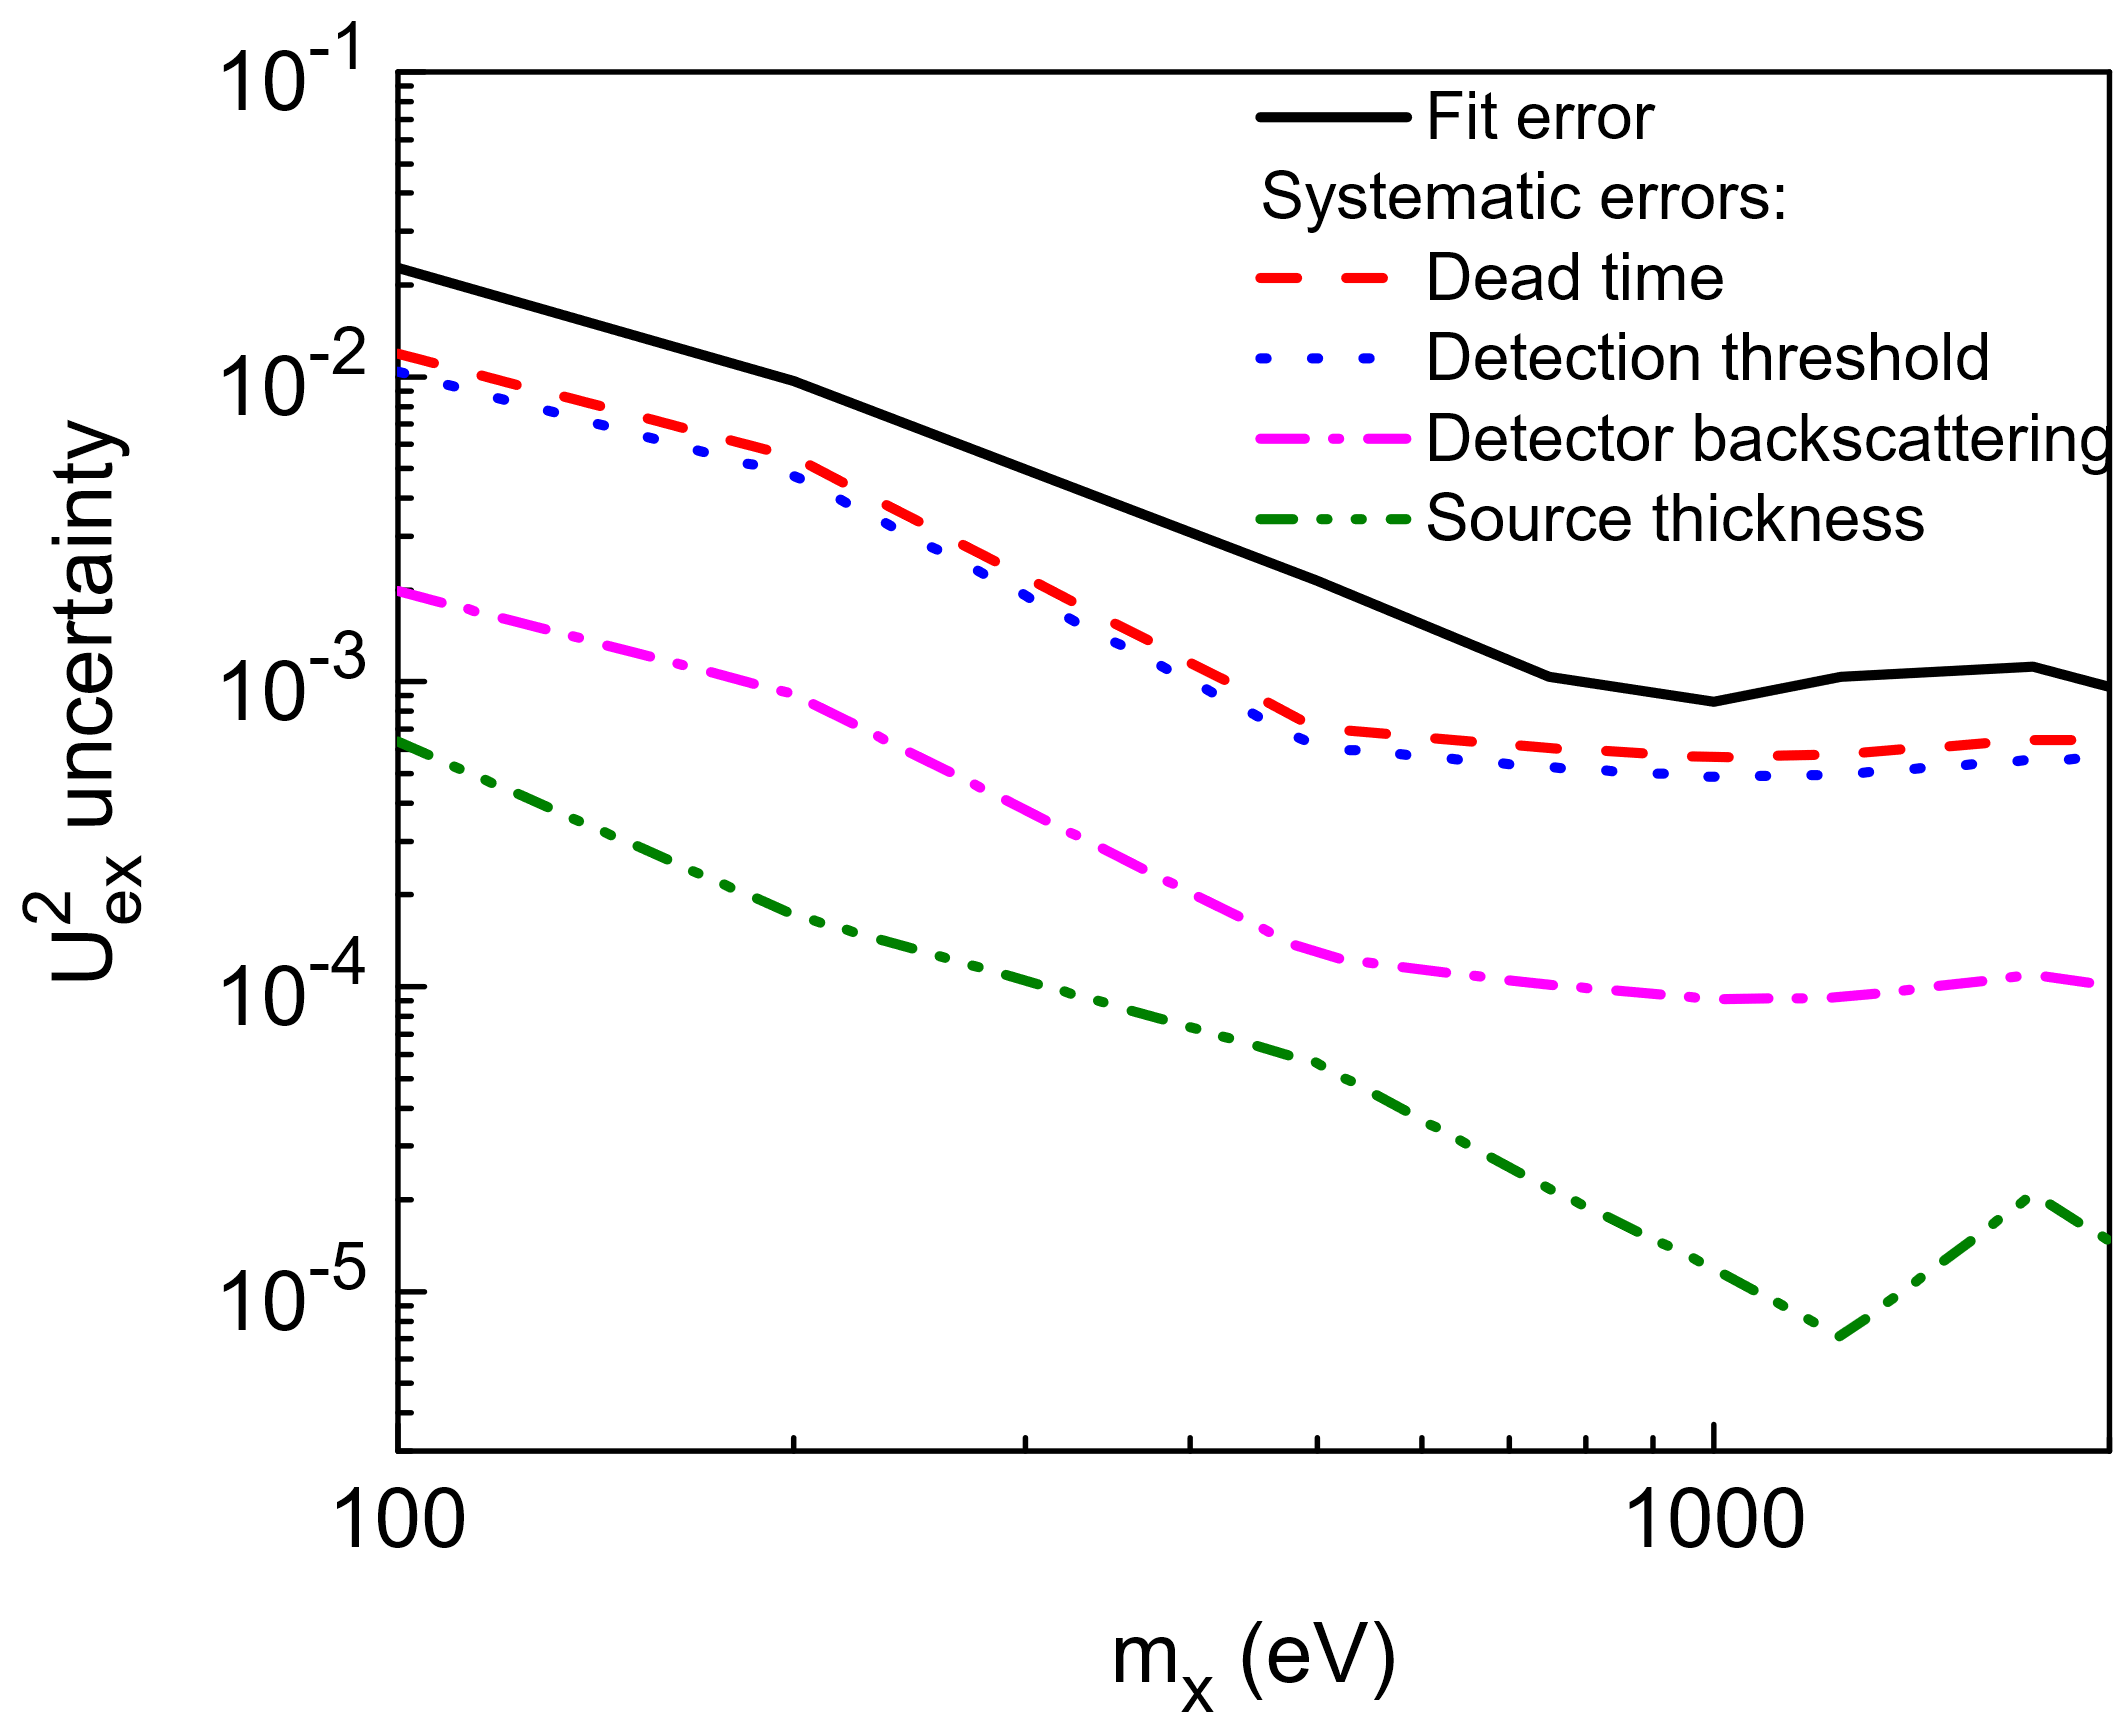 10^-1
10^-2
10^-3
10^-4
10^-5
U²ex uncertainty
Fit error
Systematic errors:
Dead time
Detection threshold
Detector backscattering
Source thickness
100
1000
mx (eV)